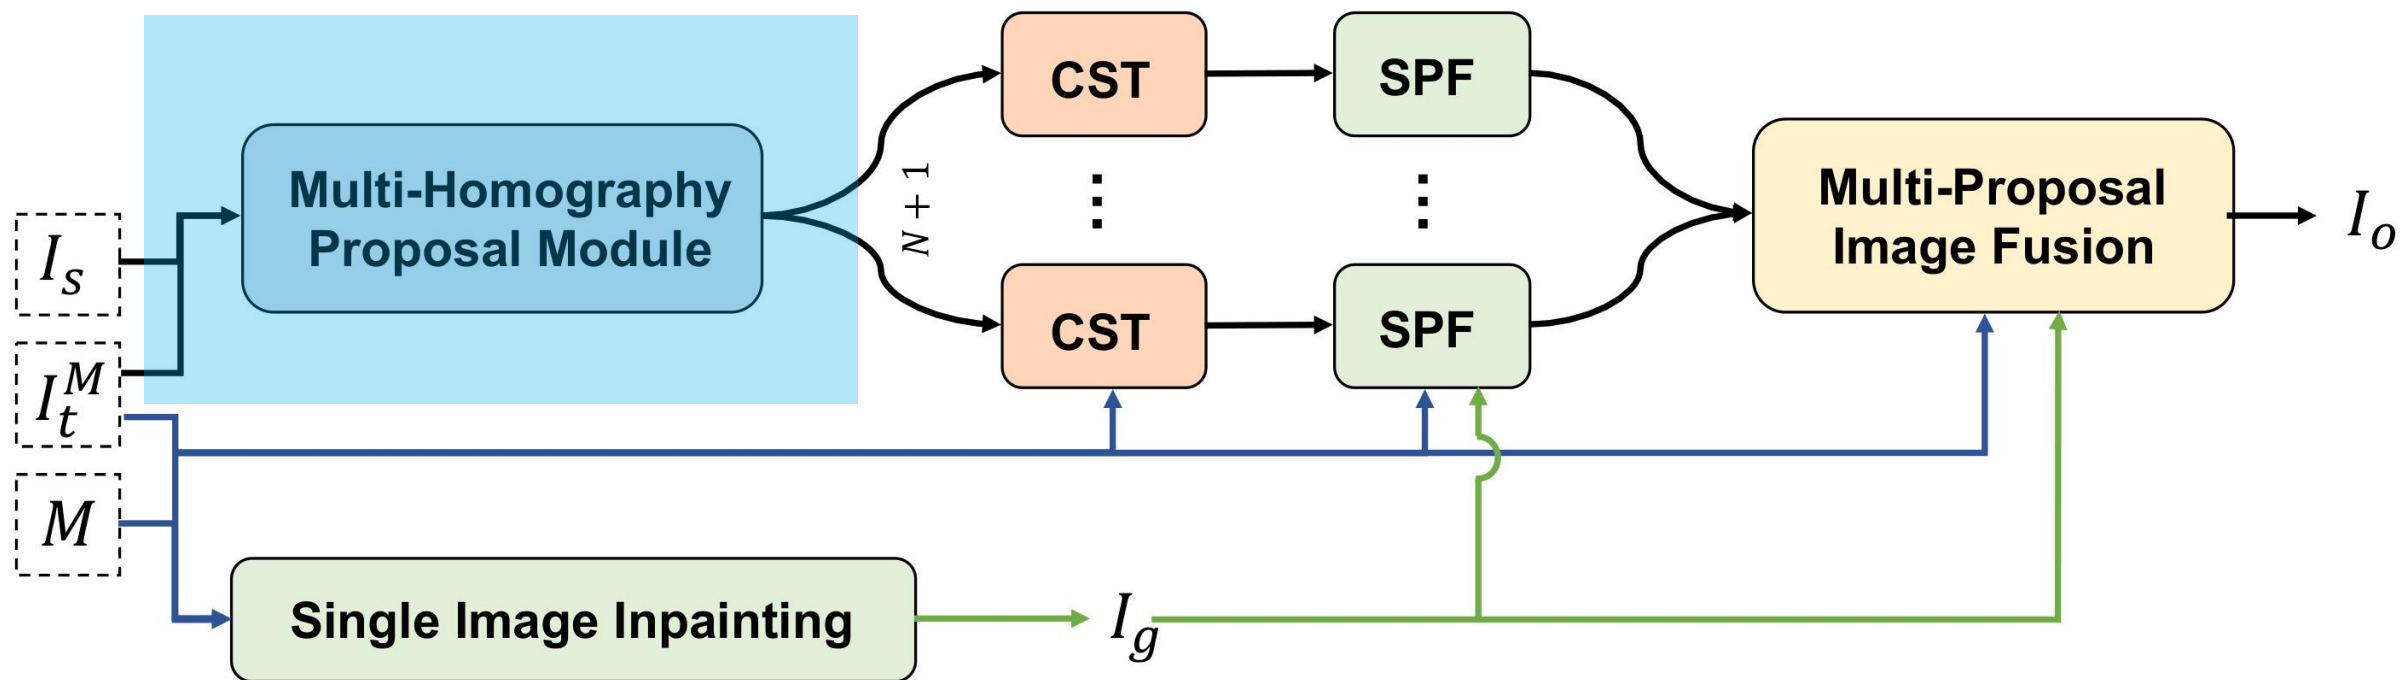 I_s
I_t^M
M
Multi-Homography
Proposal Module
N + 1
CST
SPF
⋮
⋮
CST
SPF
Multi-Proposal
Image Fusion
I_o
Single Image Inpainting
I_g